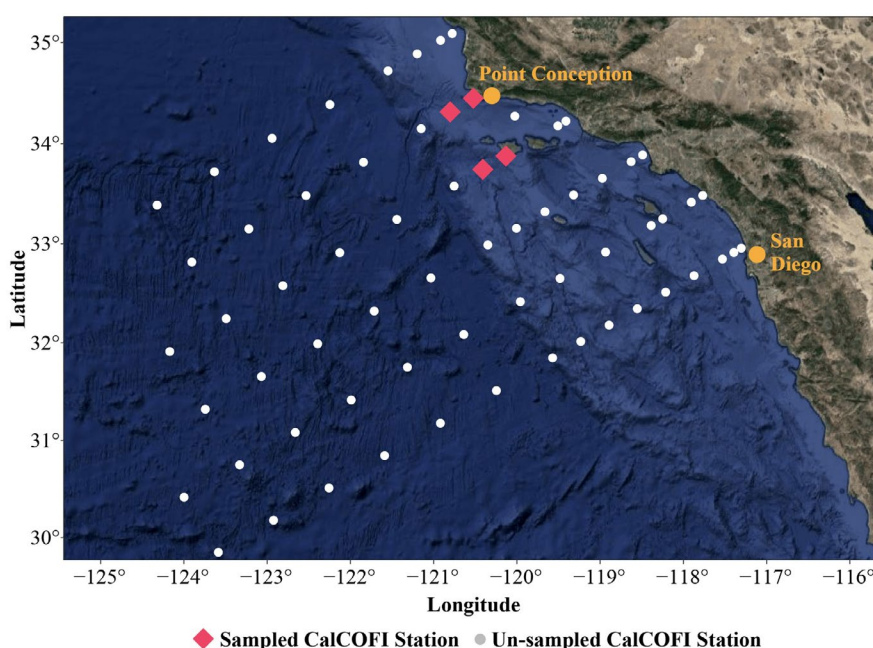 35°
34°
33°
32°
31°
30°
Latitude
Point Conception
San
Diego
−125° −124° −123° −122° −121° −120° −119° −118° −117° −116°
Longitude
Sampled CalCOFI Station Un-sampled CalCOFI Station